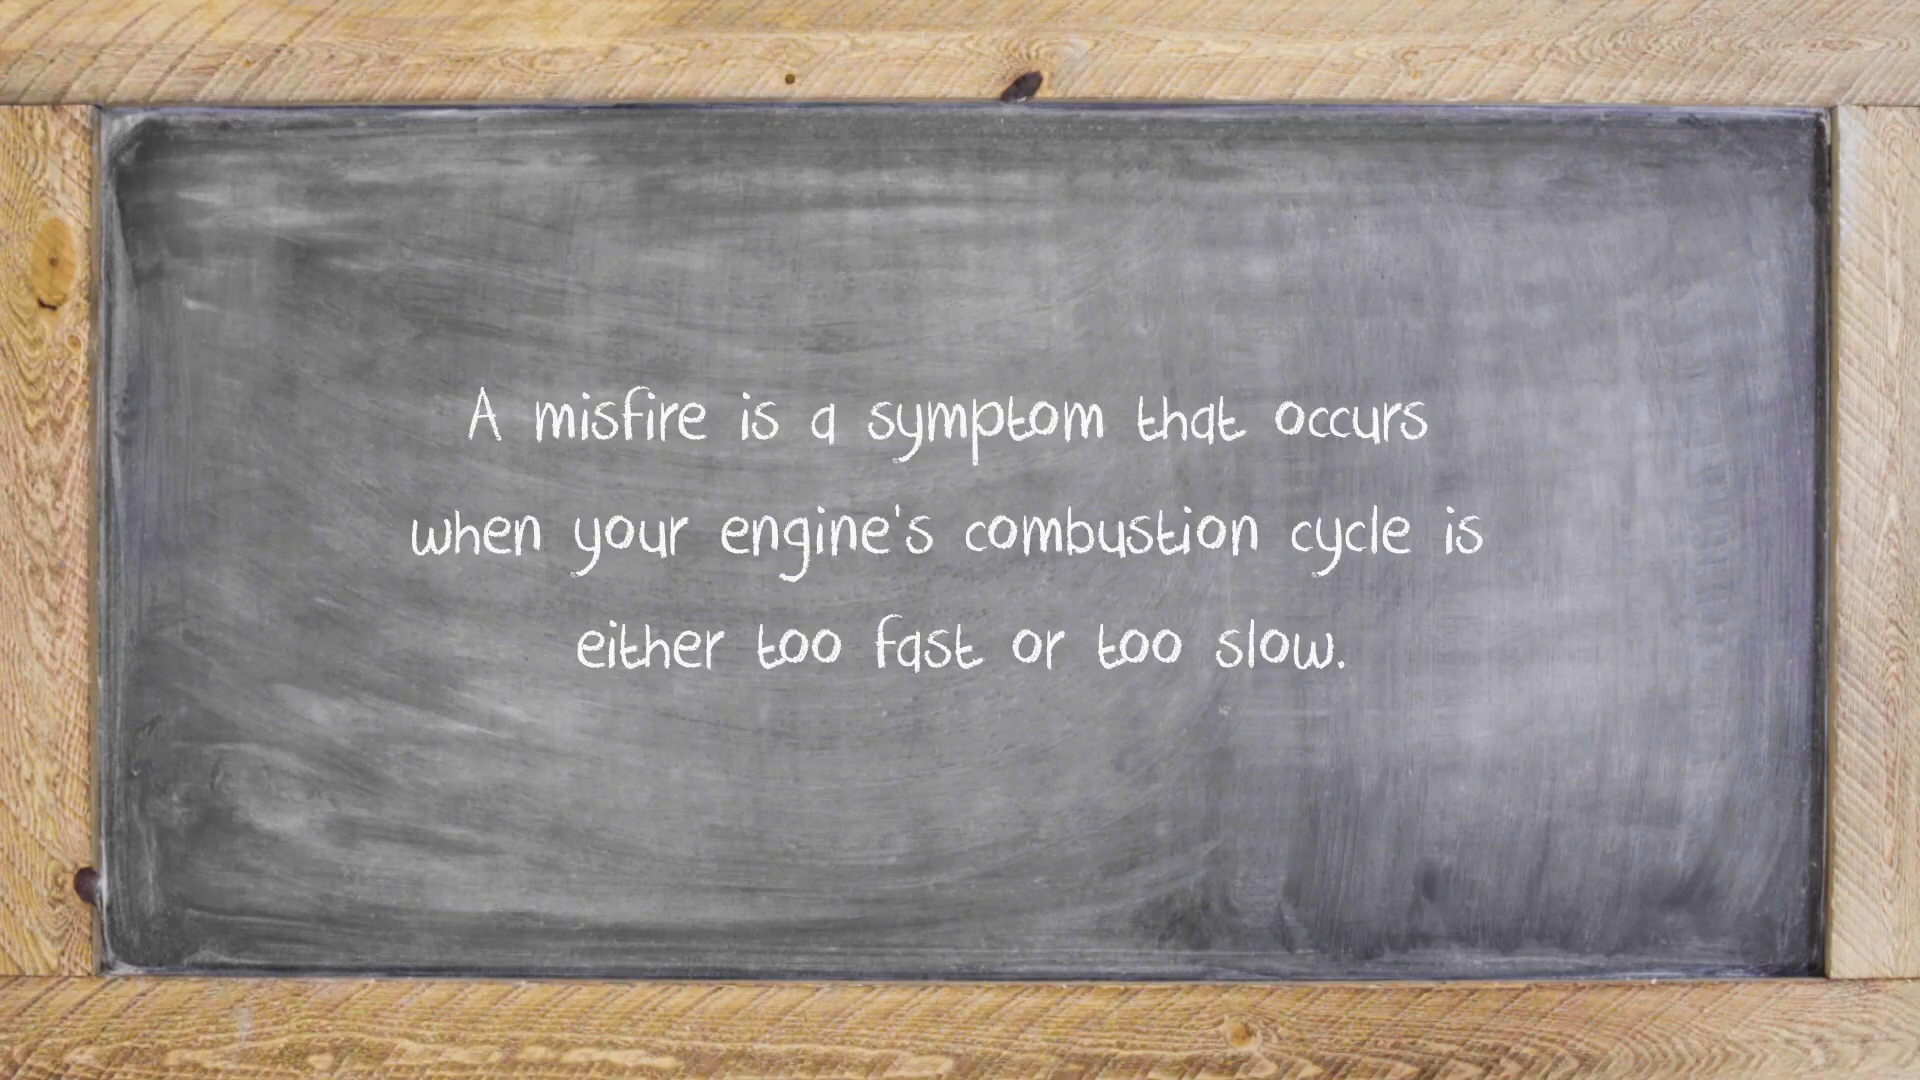 A misfire is a symptom that occurs
when your engine's combustion cycle is
either too fast or too slow.